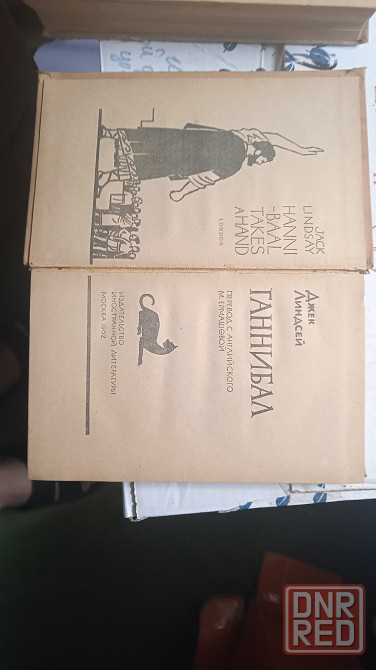 JACK
LINDSAY
HANNI
-BAAL
TAKES
A HAND
LONDON
ДЖЕК
ЛИНДСЕЙ
ГАННИБАЛ
ПЕРЕВОД С АНГЛИЙСКОГО
М. ЕРМАШЕВОЙ
ИЗДАТЕЛЬСТВО
ИНОСТРАННОЙ ЛИТЕРАТУРЫ
МОСКВА 1962
DNR
RED